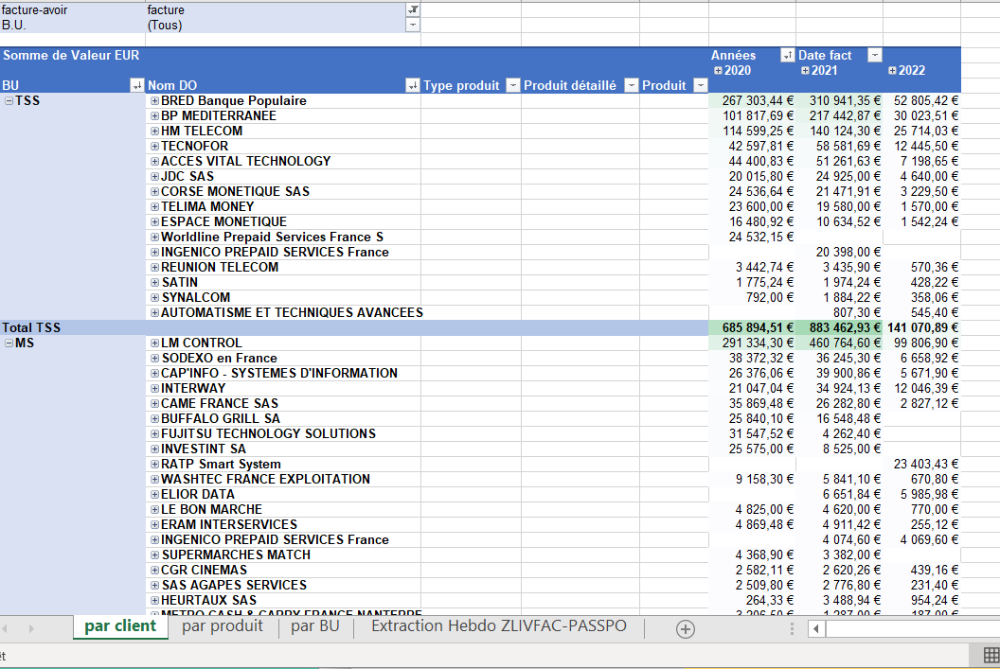 facture-avoir facture
B.U. (Tous)
Somme de Valeur EUR Années Date fact
2020 2021 2022
BU Nom DO Type produit Produit détaillé Produit
TSS BRED Banque Populaire 267 303,44 € 310 941,35 € 52 805,42 €
BP MEDITERRANEE 101 817,69 € 217 442,87 € 30 023,51 €
HM TELECOM 114 599,25 € 140 124,30 € 25 714,03 €
TECNOFOR 42 597,81 € 58 581,69 € 12 445,50 €
ACCES VITAL TECHNOLOGY 44 400,83 € 51 261,63 € 7 198,65 €
JDC SAS 20 015,80 € 24 925,00 € 4 640,00 €
CORSE MONETIQUE SAS 24 536,64 € 21 471,91 € 3 229,50 €
TELIMA MONEY 23 600,00 € 19 580,00 € 1 570,00 €
ESPACE MONETIQUE 16 480,92 € 10 634,52 € 1 542,24 €
Worldline Prepaid Services France S 24 532,15 €
INGENICO PREPAID SERVICES France 20 398,00 €
REUNION TELECOM 3 442,74 € 3 435,90 € 570,36 €
SATIN 1 775,24 € 1 974,24 € 428,22 €
SYNALCOM 792,00 € 1 884,22 € 358,06 €
AUTOMATISME ET TECHNIQUES AVANCEES 807,30 € 545,40 €
Total TSS 685 894,51 € 883 462,93 € 141 070,89 €
MS LM CONTROL 291 334,30 € 460 764,60 € 99 806,90 €
SODEXO en France 38 372,32 € 36 245,30 € 6 658,92 €
CAP'INFO - SYSTEMES D'INFORMATION 26 376,06 € 39 900,86 € 5 671,90 €
INTERWAY 21 047,04 € 34 924,13 € 12 046,39 €
CAME FRANCE SAS 35 869,48 € 26 282,80 € 2 827,12 €
BUFFALO GRILL SA 25 840,10 € 16 548,48 €
FUJITSU TECHNOLOGY SOLUTIONS 31 547,52 € 4 262,40 €
INVESTINT SA 25 575,00 € 8 525,00 €
RATP Smart System 23 403,43 €
WASHTEC FRANCE EXPLOITATION 9 158,30 € 5 841,10 € 670,80 €
ELIOR DATA 6 651,84 € 5 985,98 €
LE BON MARCHE 4 825,00 € 4 620,00 € 770,00 €
ERAM INTERSERVICES 4 869,48 € 4 911,42 € 255,12 €
INGENICO PREPAID SERVICES France 4 074,60 € 4 069,60 €
SUPERMARCHES MATCH 4 368,90 € 3 382,00 €
CGR CINEMAS 2 582,11 € 2 620,26 € 439,16 €
SAS AGAPES SERVICES 2 509,80 € 2 776,80 € 231,40 €
HEURTAUX SAS 264,33 € 3 488,94 € 954,24 €
METRO CASH & CARRY FRANCE NANTERRE 3 206,50 € 1 287,00 € 187,00 €
par client par produit par BU Extraction Hebdo ZLIVFAC-PASSPO